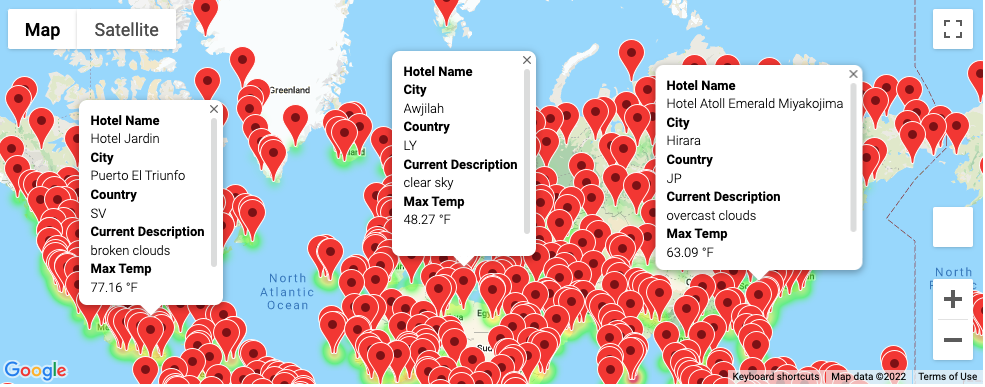 Map
Satellite
Greenland
Hotel Name
Hotel Jardin
City
Puerto El Triunfo
Country
SV
Current Description
broken clouds
Max Temp
77.16 °F
Hotel Name
City
Awjilah
Country
LY
Current Description
clear sky
Max Temp
48.27 °F
Hotel Name
Hotel Atoll Emerald Miyakojima
City
Hirara
Country
JP
Current Description
overcast clouds
Max Temp
63.09 °F
North
Atlantic
Ocean
North
Google
Keyboard shortcuts
Map data ©2022
Terms of Use